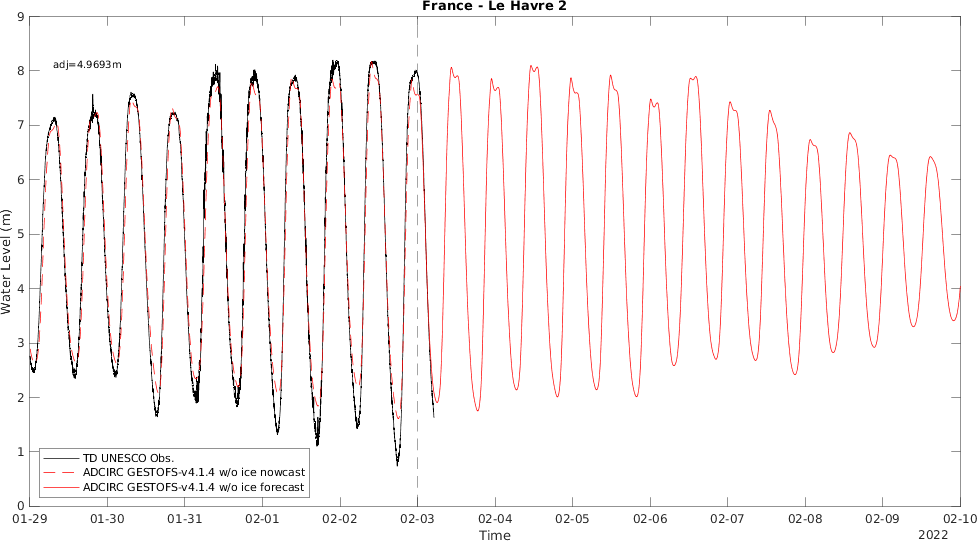 France - Le Havre 2
adj=4.9693m
9
8
7
6
5
4
3
2
1
0
Water Level (m)
TD UNESCO Obs.
ADCIRC GESTOFS-v4.1.4 w/o ice nowcast
ADCIRC GESTOFS-v4.1.4 w/o ice forecast
01-29 01-30 01-31 02-01 02-02 02-03 02-04 02-05 02-06 02-07 02-08 02-09 02-10
Time
2022